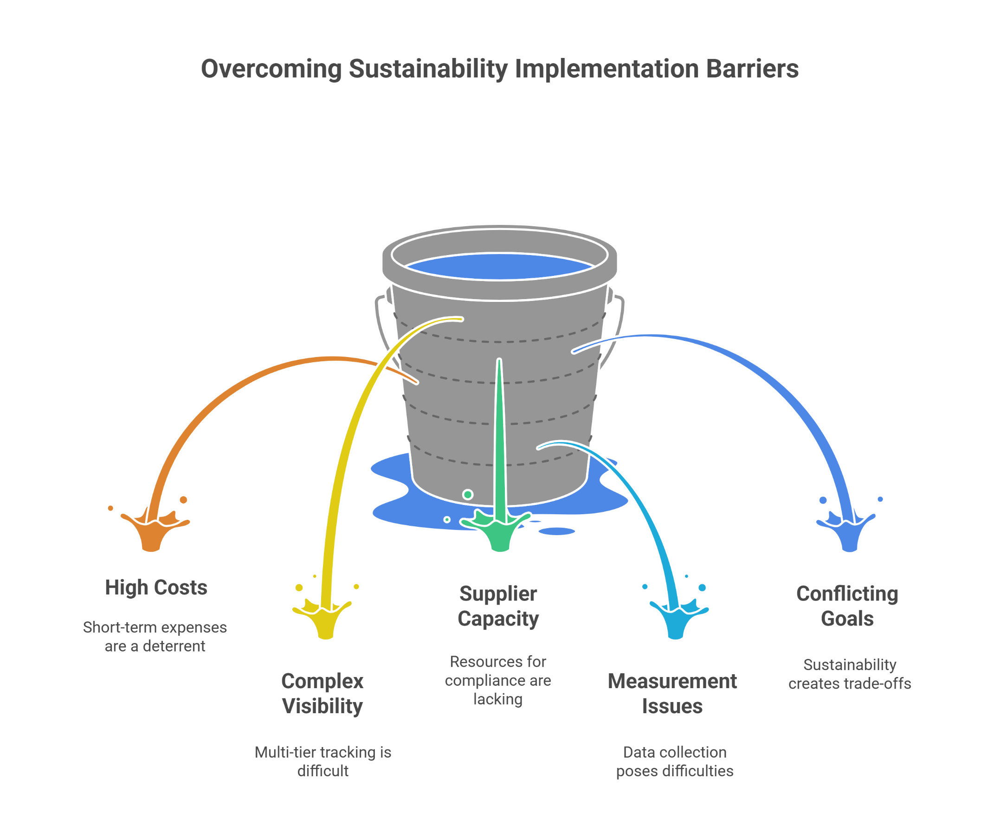 Overcoming Sustainability Implementation Barriers
High Costs
Short-term expenses
are a deterrent
Complex
Visibility
Multi-tier tracking is
difficult
Supplier
Capacity
Resources for
compliance are
lacking
Measurement
Issues
Data collection
poses difficulties
Conflicting
Goals
Sustainability
creates trade-offs